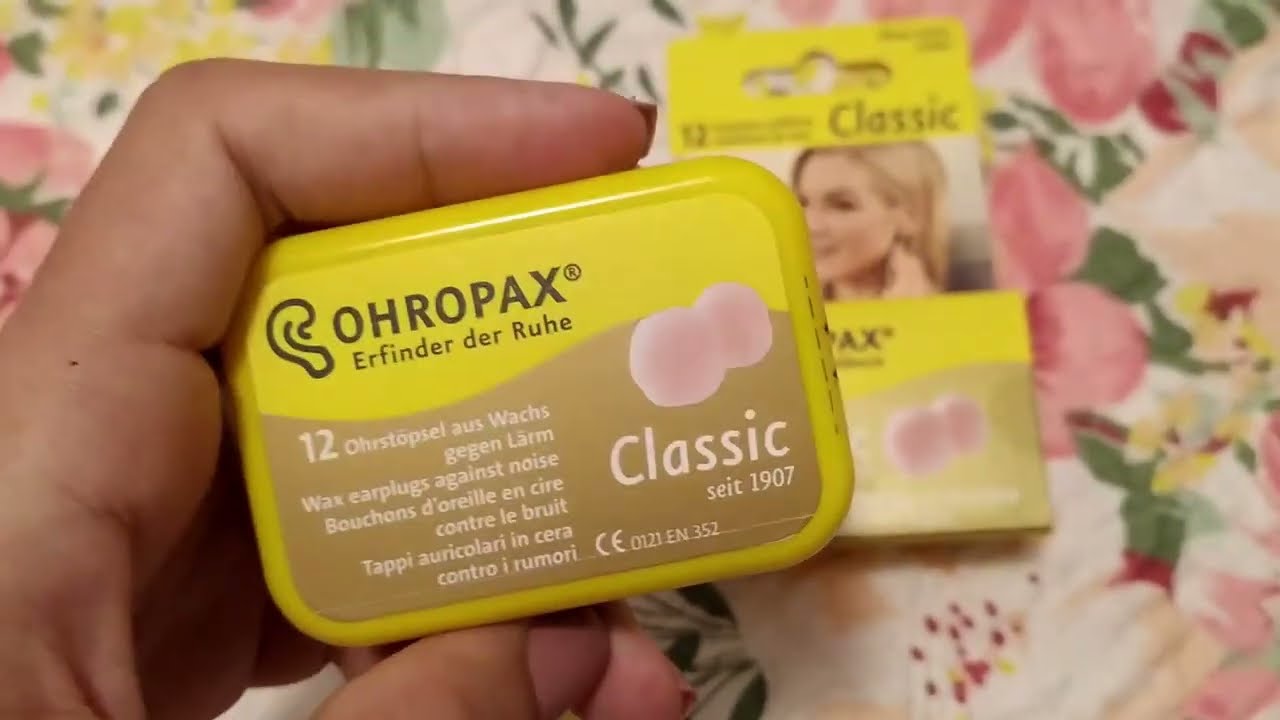 OHROPAX®
Erfinder der Ruhe
12 Ohrstöpsel aus Wachs
gegen Lärm
Wax earplugs against noise
Bouchons d'oreille en cire
contre le bruit
Tappi auricolari in cera
contro i rumori
Classic
seit 1907
CE 0121 EN 352
12
Classic
PAX®